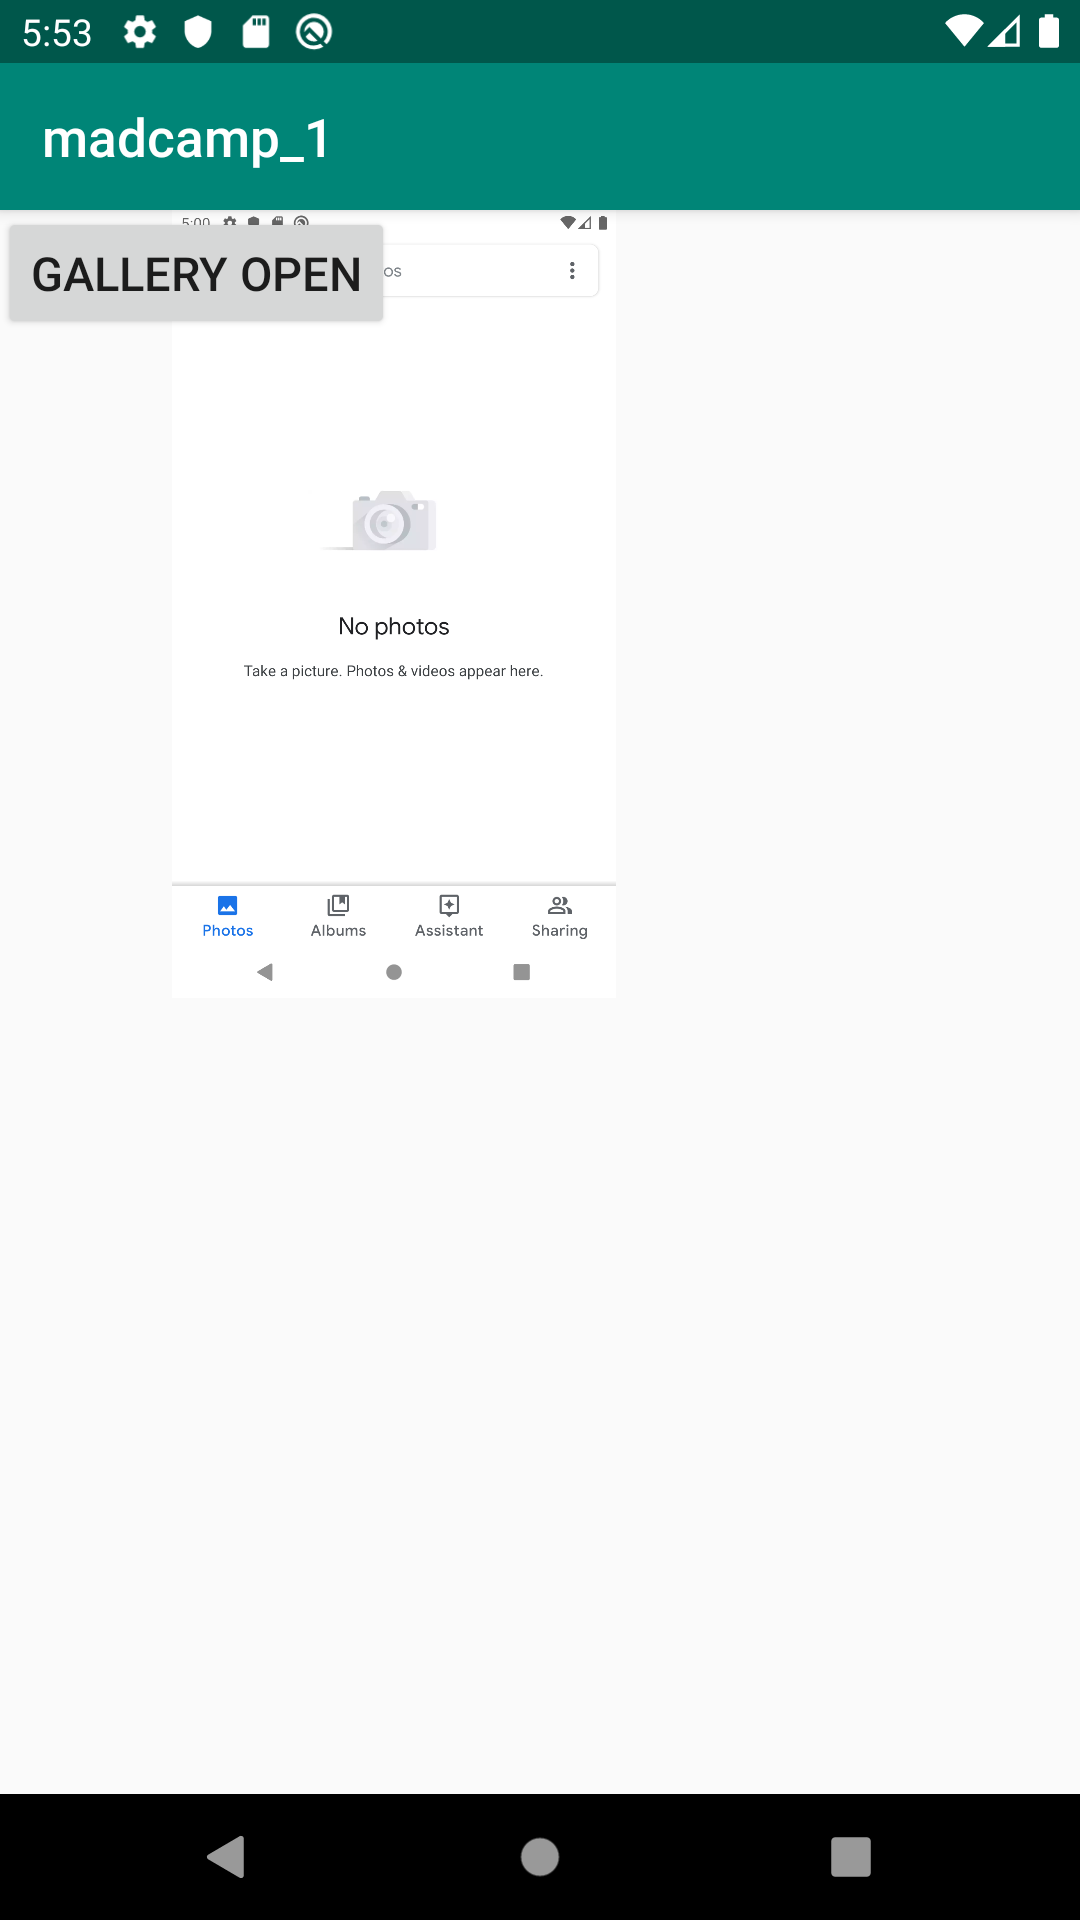 5:53
madcamp_1
5:00
GALLERY OPEN
os
No photos
Take a picture. Photos & videos appear here.
Photos Albums Assistant Sharing